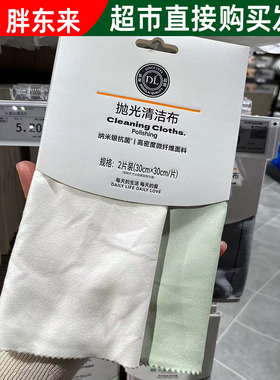 胖东来
超市直接购买发
DL
抛光清洁布
Cleaning Cloths.
Polishing
纳米银抗菌*|高密度微纤维面料
规格：2片装(30cm×30cm/片)
每天的生活 每天的爱
DAILY LIFE DAILY LOVE
5.20